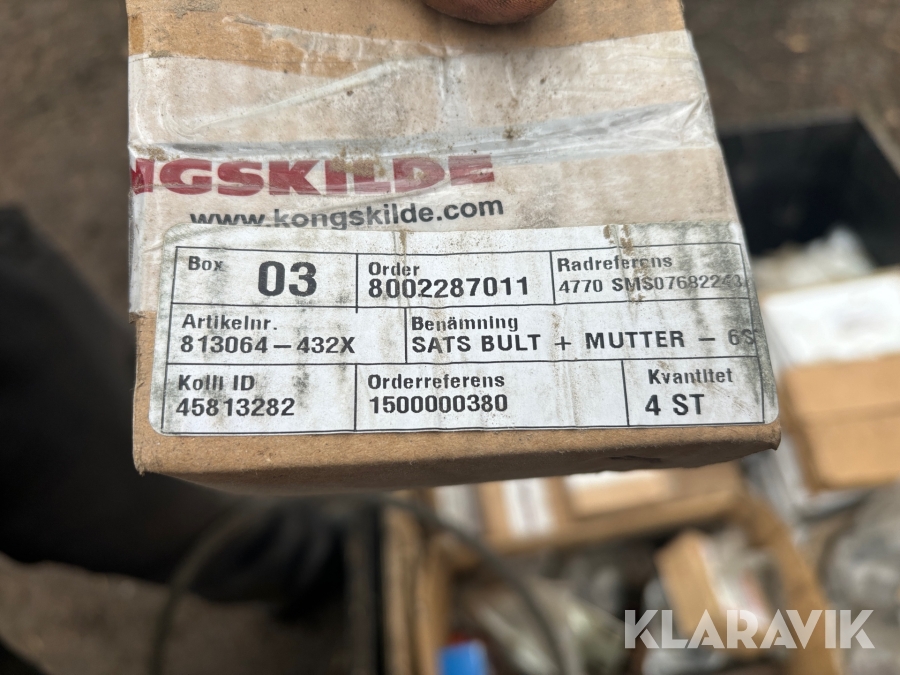 NGSKILDE
www.kongskilde.com
Box 03
Order
8002287011
Radreferens
4770 SMS07682243
Artikelnr.
813064-432X
Benämning
SATS BULT + MUTTER - 6S
Kolli ID
45813282
Orderreferens
1500000380
Kvantitet
4 ST
KLARAVIK